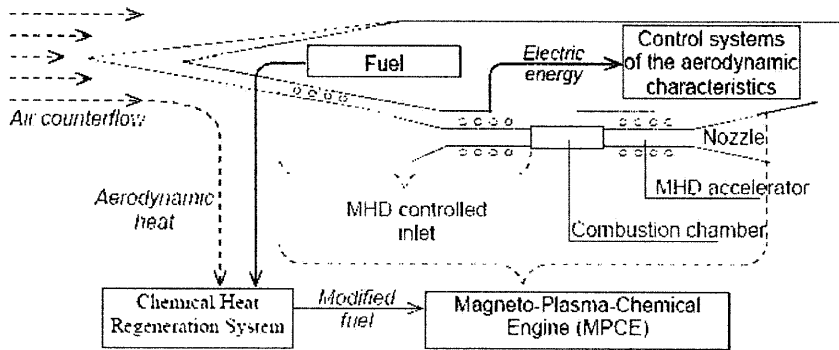 Air counterflow
Fuel
Electric
energy
Control systems
of the aerodynamic
characteristics
Nozzle
Aerodynamic
heat
MHD controlled
inlet
MHD accelerator
Combustion chamber
Chemical Heat
Regeneration System
Modified
fuel
Magneto-Plasma-Chemical
Engine (MPCE)